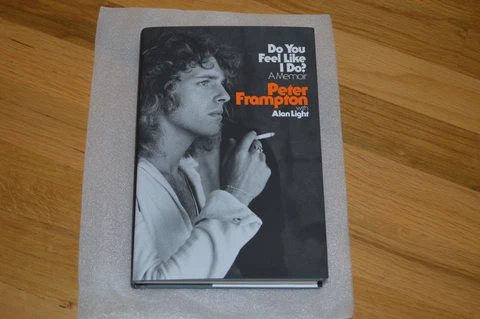 Do You
Feel Like
I Do?
A Memoir
Peter
Frampton
with
Alan Light